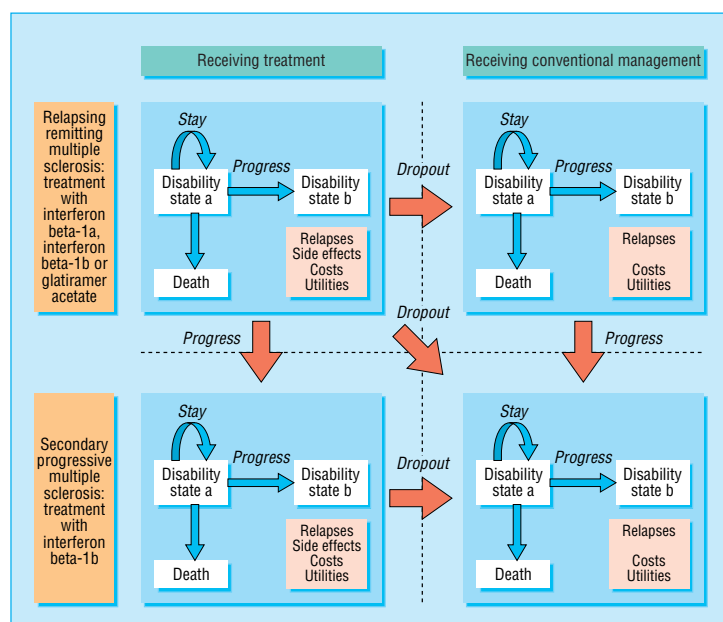 Receiving treatment
Receiving conventional management
Relapsing
remitting
multiple
sclerosis:
treatment
with
interferon
beta-1a,
interferon
beta-1b or
glatiramer
acetate
Stay
Progress
Disability
state a
Disability
state b
Death
Relapses
Side effects
Costs
Utilities
Dropout
Stay
Progress
Disability
state a
Disability
state b
Death
Relapses
Costs
Utilities
Progress
Dropout
Progress
Secondary
progressive
multiple
sclerosis:
treatment
with
interferon
beta-1b
Stay
Progress
Disability
state a
Disability
state b
Death
Relapses
Side effects
Costs
Utilities
Dropout
Stay
Progress
Disability
state a
Disability
state b
Death
Relapses
Costs
Utilities